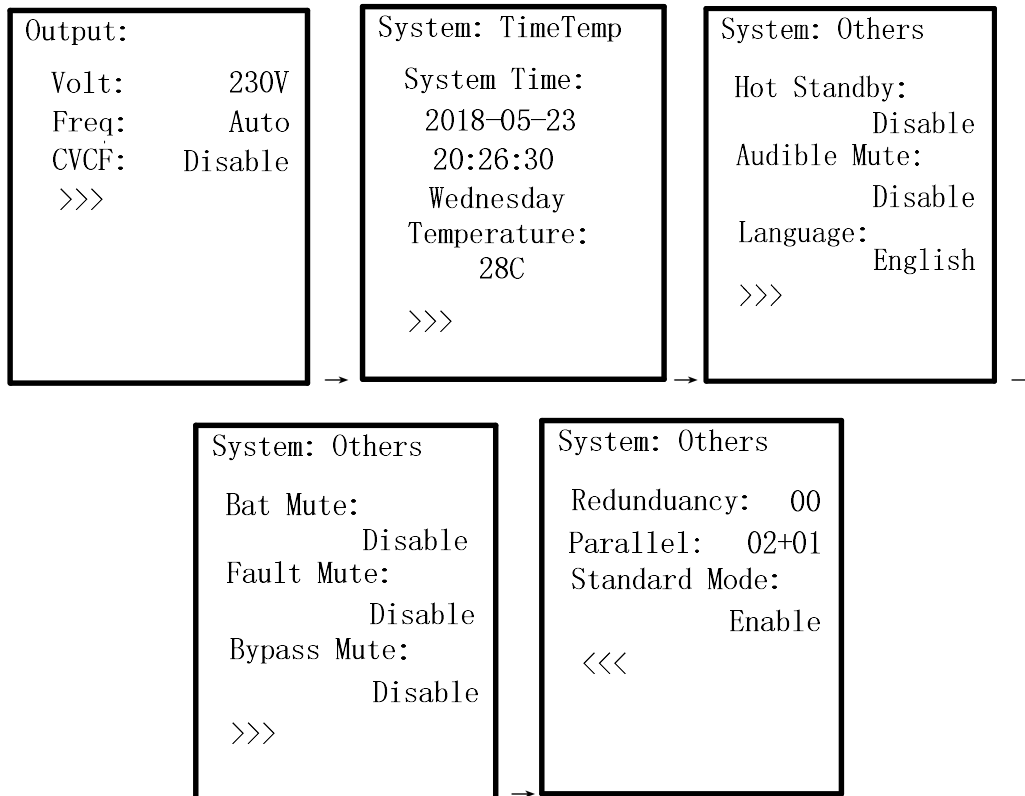 Output:
Volt: 230V
Freq: Auto
CVCF: Disable
>>>
→
System: TimeTemp
System Time:
2018-05-23
20:26:30
Wednesday
Temperature:
28C
>>>
→
System: Others
Hot Standby:
Disable
Audible Mute:
Disable
Language:
English
>>>
→
System: Others
Bat Mute:
Disable
Fault Mute:
Disable
Bypass Mute:
Disable
>>>
→
System: Others
Redunduancy: 00
Parallel: 02+01
Standard Mode:
Enable
<<<